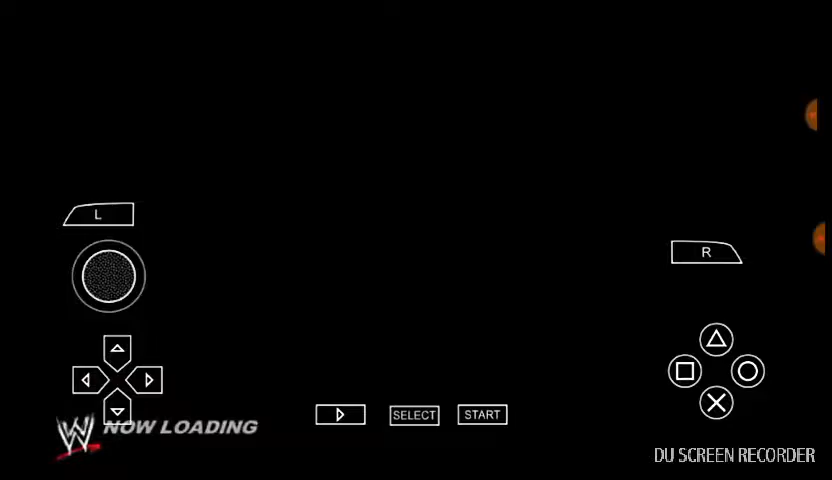 L
R
SELECT
START
W
NOW LOADING
DU SCREEN RECORDER